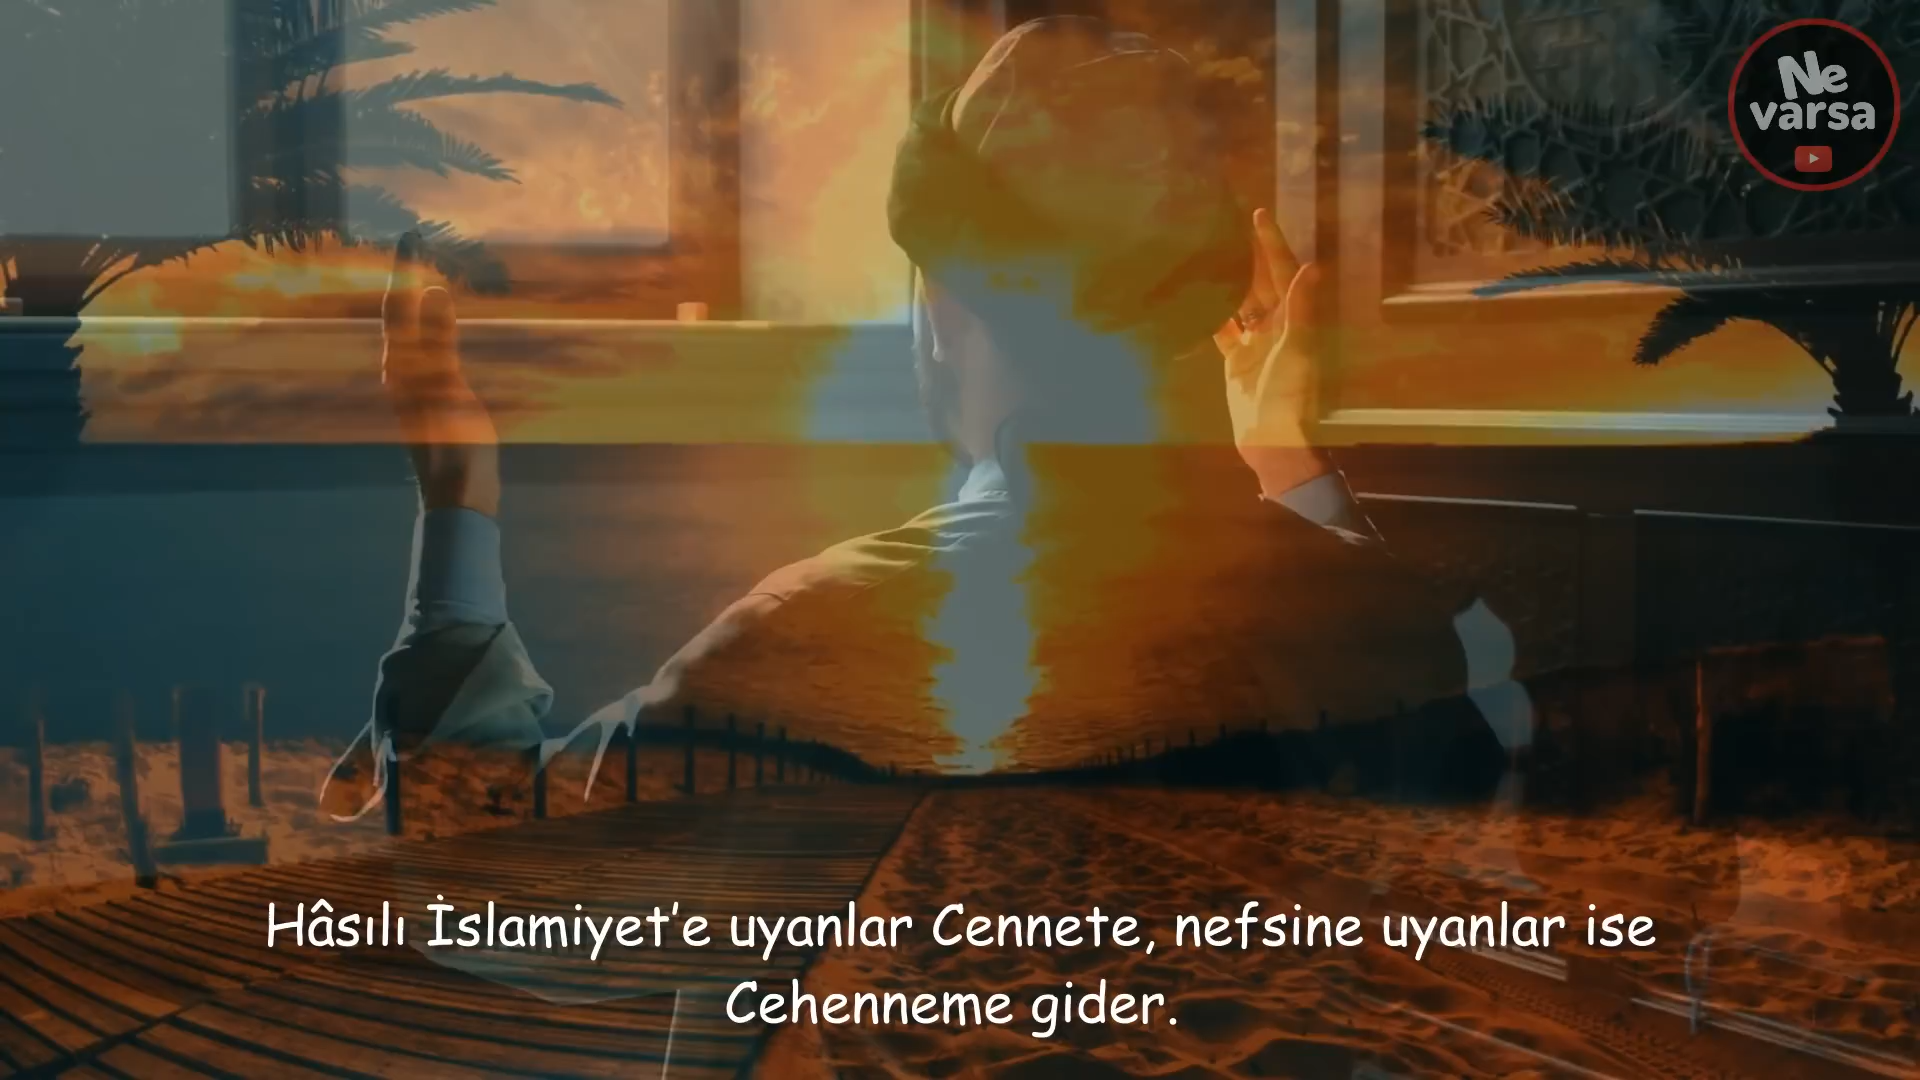 Ne
varsa
Hâsılı İslamiyet’e uyanlar Cennete, nefsine uyanlar ise
Cehenneme gider.